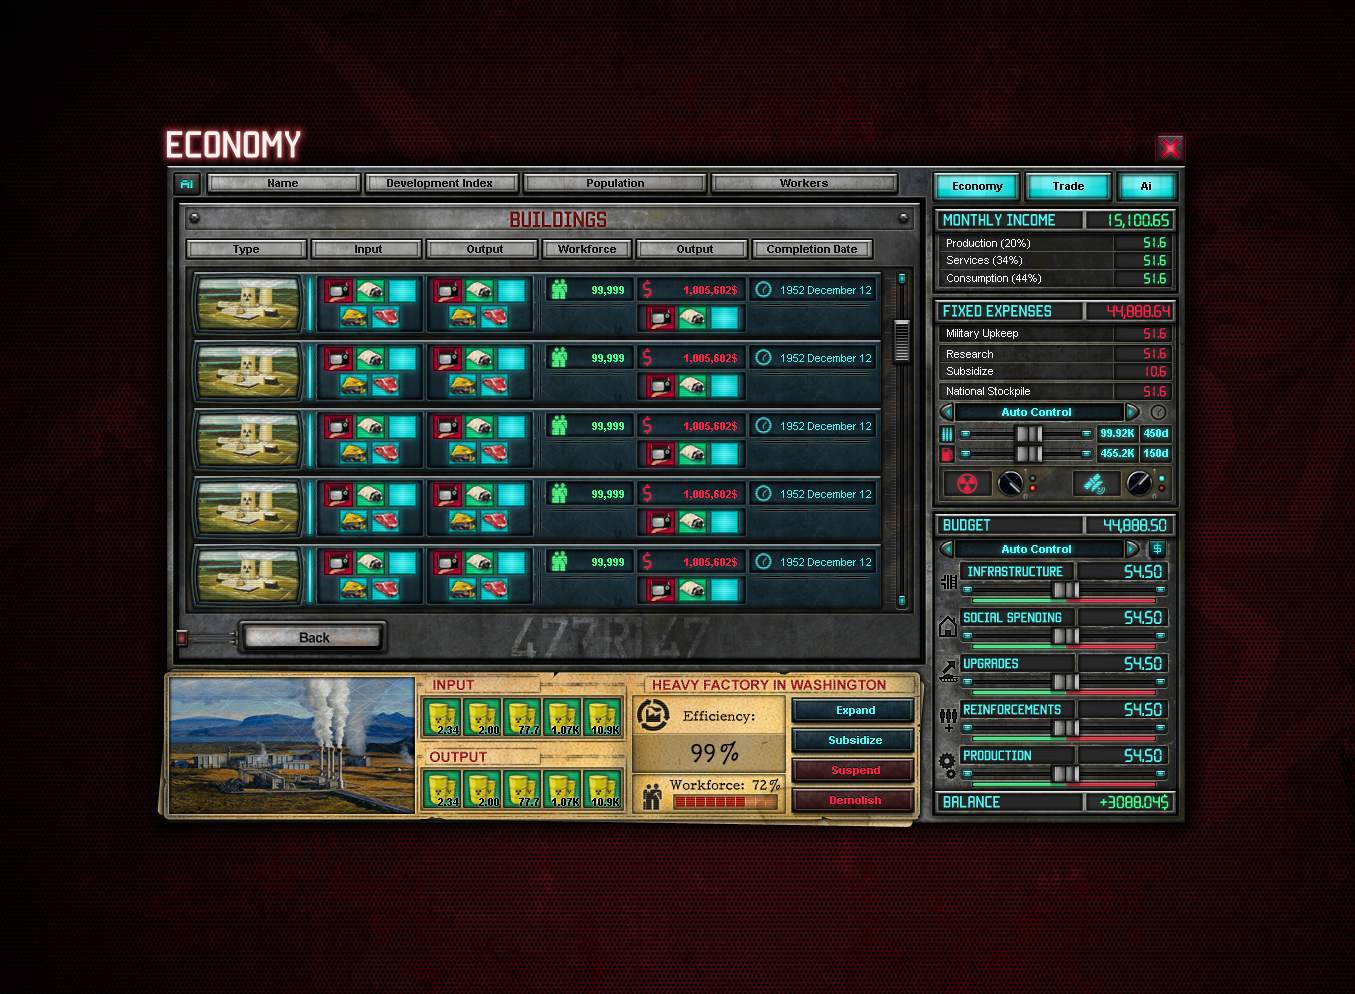 ECONOMY
Ai
Name
Development Index
Population
Workers
BUILDINGS
Type
Input
Output
Workforce
Output
Completion Date
99,999
1,005,602$
1952 December 12
99,999
1,005,602$
1952 December 12
99,999
1,005,602$
1952 December 12
99,999
1,005,602$
1952 December 12
99,999
1,005,602$
1952 December 12
Back
INPUT
2.34
2.00
77.7
1.07K
10.9K
OUTPUT
2.34
2.00
77.7
1.07K
10.9K
HEAVY FACTORY IN WASHINGTON
Efficiency:
99%
Workforce: 72%
Expand
Subsidize
Suspend
Demolish
Economy
Trade
Ai
MONTHLY INCOME 15,100.65
Production (20%) 51.6
Services (34%) 51.6
Consumption (44%) 51.6
FIXED EXPENSES 44,888.64
Military Upkeep 51.6
Research 51.6
Subsidize 10.6
National Stockpile 51.6
Auto Control
99.92K 450d
455.2K 150d
BUDGET 44,888.50
Auto Control
INFRASTRUCTURE 54.50
SOCIAL SPENDING 54.50
UPGRADES 54.50
REINFORCEMENTS 54.50
PRODUCTION 54.50
BALANCE +3088.04$